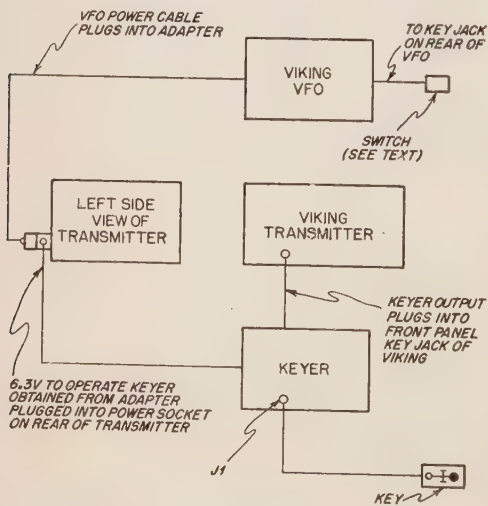 VFO POWER CABLE
PLUGS INTO ADAPTER
VIKING
VFO
TO KEY JACK
ON REAR OF
VFO
SWITCH
(SEE TEXT)
LEFT SIDE
VIEW OF
TRANSMITTER
VIKING
TRANSMITTER
KEYER OUTPUT
PLUGS INTO
FRONT PANEL
KEY JACK OF
VIKING
KEYER
6.3V TO OPERATE KEYER
OBTAINED FROM ADAPTER
PLUGGED INTO POWER SOCKET
ON REAR OF TRANSMITTER
J1
KEY